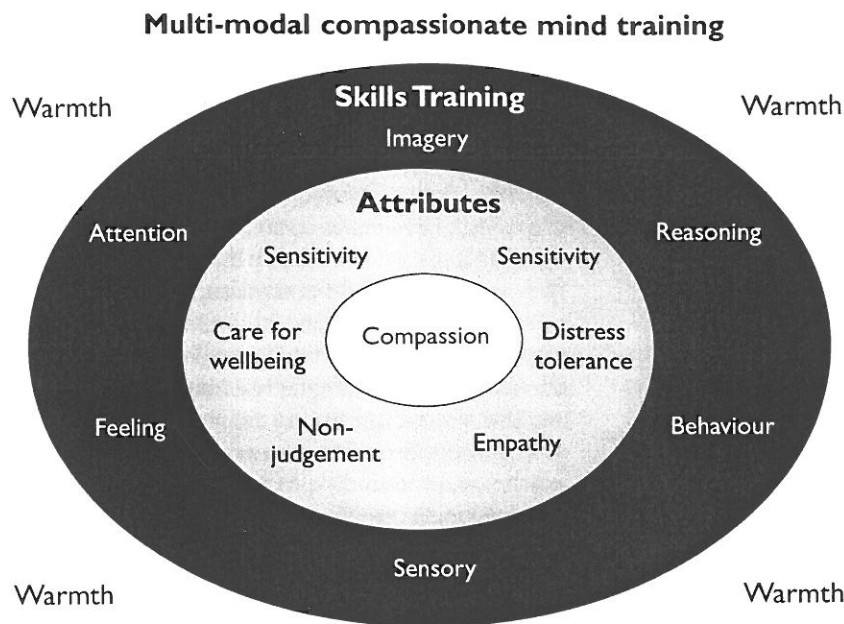 Multi-modal compassionate mind training
Warmth
Warmth
Skills Training
Imagery
Attributes
Attention
Reasoning
Sensitivity
Sensitivity
Care for
wellbeing
Compassion
Distress
tolerance
Feeling
Non-
judgement
Empathy
Behaviour
Sensory
Warmth
Warmth